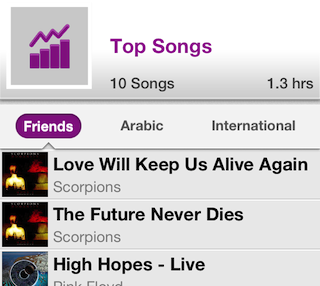 Top Songs
10 Songs 1.3 hrs
Friends Arabic International
Love Will Keep Us Alive Again
Scorpions
The Future Never Dies
Scorpions
High Hopes - Live
Pink Floyd